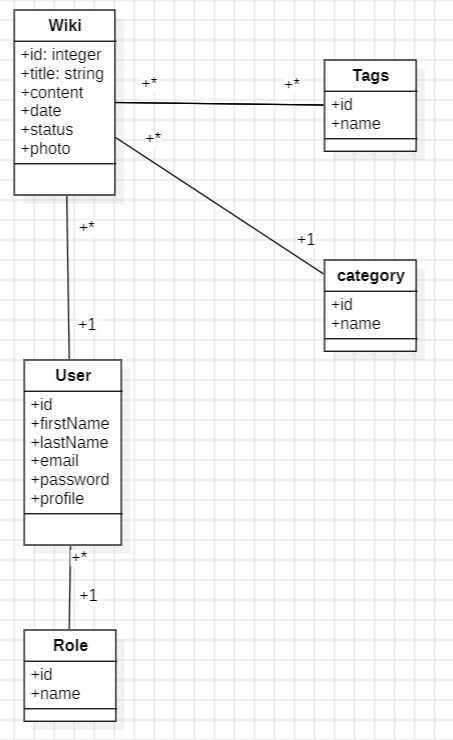 Wiki
+id: integer
+title: string
+content
+date
+status
+photo
+*
+*
Tags
+id
+name
+*
+1
category
+id
+name
+*
+1
User
+id
+firstName
+lastName
+email
+password
+profile
+*
+1
Role
+id
+name